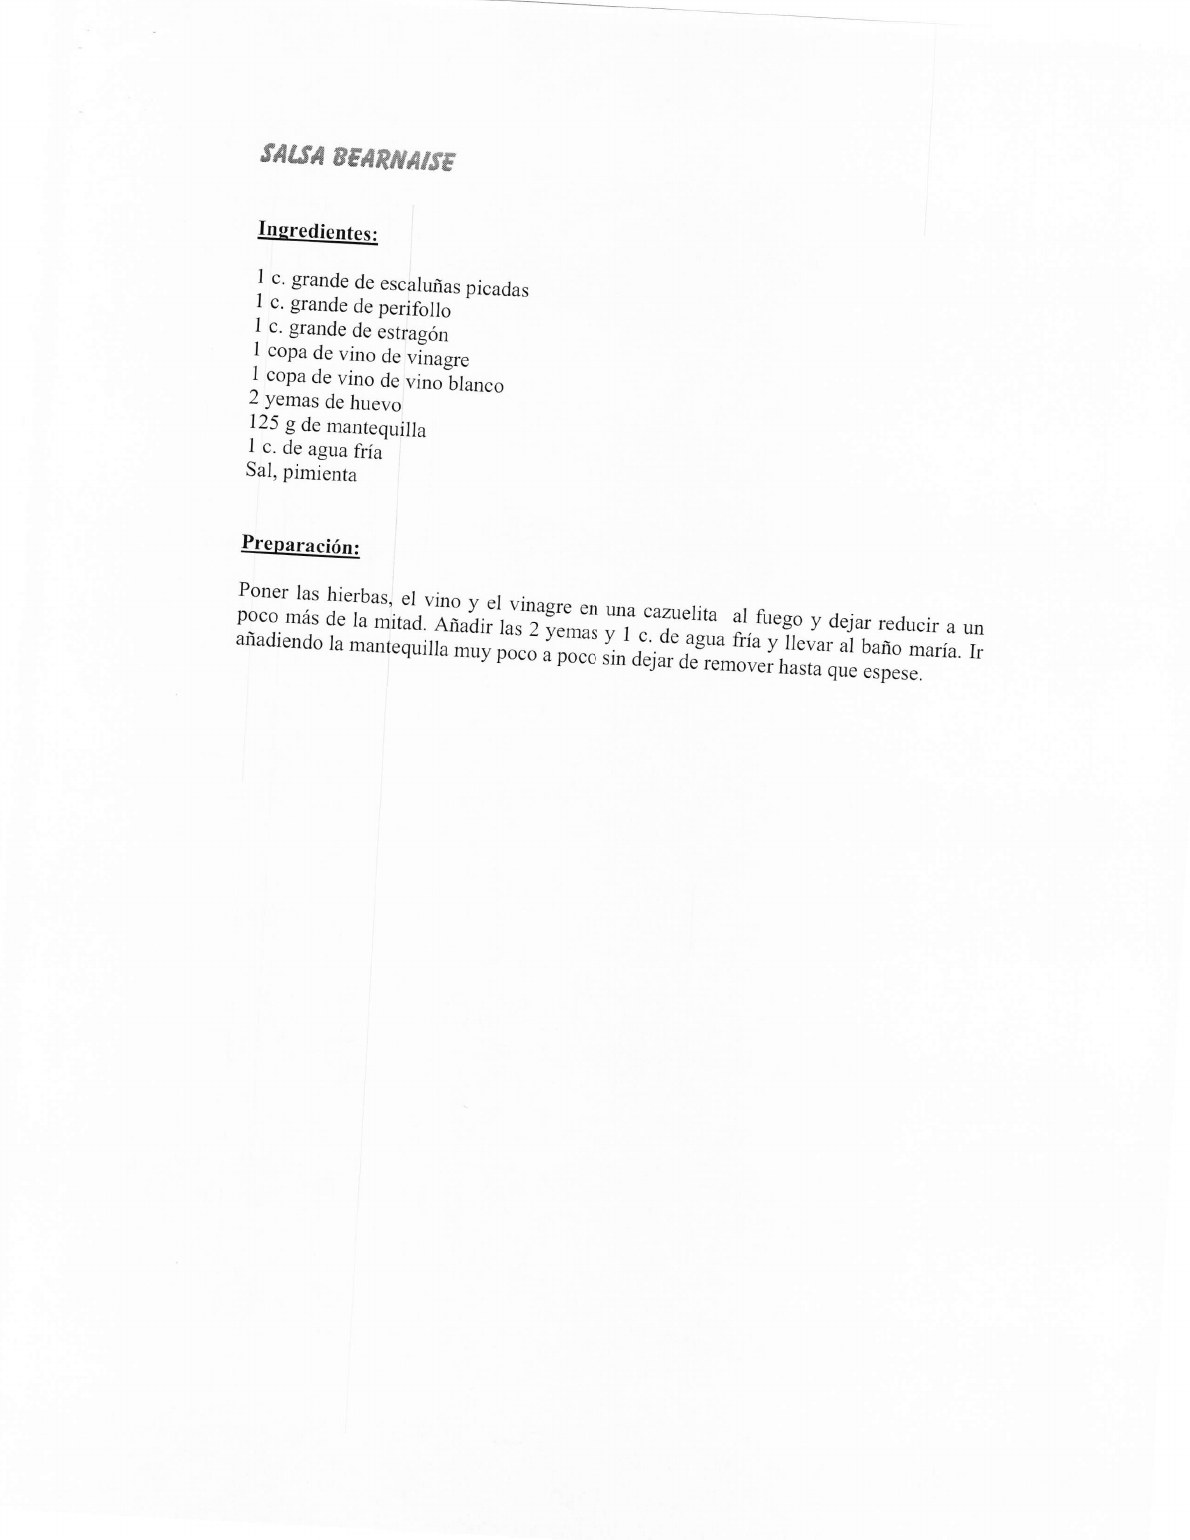 SALSA BEARNAISE
Ingredientes:
1 c. grande de escaluñas picadas
1 c. grande de perifollo
1 c. grande de estragón
1 copa de vino de vinagre
1 copa de vino de vino blanco
2 yemas de huevo
125 g de mantequilla
1 c. de agua fría
Sal, pimienta
Preparación:
Poner las hierbas, el vino y el vinagre en una cazuelita al fuego y dejar reducir a un
poco más de la mitad. Añadir las 2 yemas y 1 c. de agua fría y llevar al baño maría. Ir
añadiendo la mantequilla muy poco a poco sin dejar de remover hasta que espese.